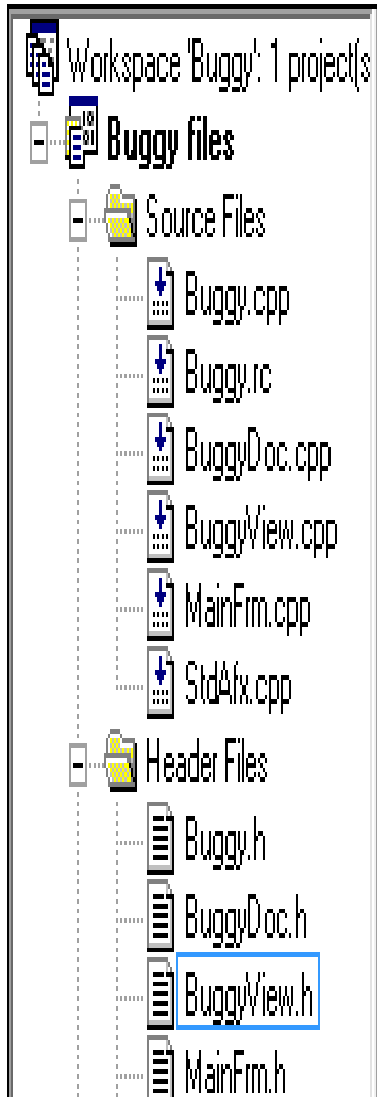 Workspace 'Buggy': 1 project(s
Buggy files
Source Files
Buggy.cpp
Buggy.rc
BuggyDoc.cpp
BuggyView.cpp
MainFrm.cpp
StdAfx.cpp
Header Files
Buggy.h
BuggyDoc.h
BuggyView.h
MainFrm.h